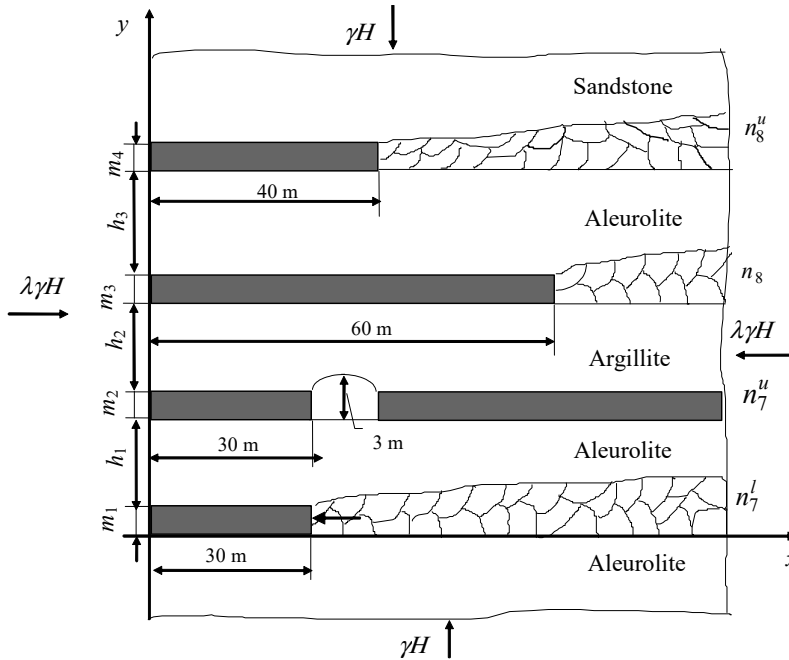 y
γH
Sandstone
n₈ᵘ
m₄
40 m
h₃
Aleurolite
n₈
m₃
λγH
60 m
λγH
h₂
Argillite
n₇ᵘ
m₂
30 m
3 m
h₁
Aleurolite
n₇ˡ
m₁
30 m
Aleurolite
x
γH